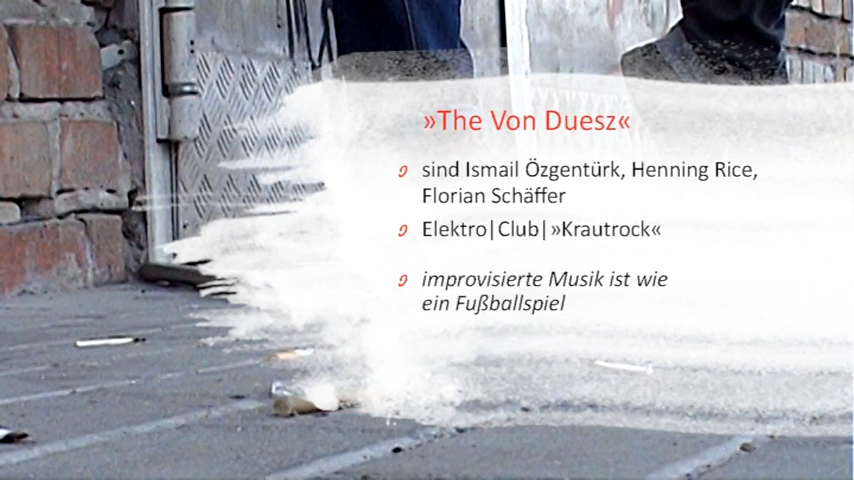 »The Von Duesz«
sind Ismail Özgentürk, Henning Rice,
Florian Schäffer
Elektro|Club|»Krautrock«
improvisierte Musik ist wie
ein Fußballspiel